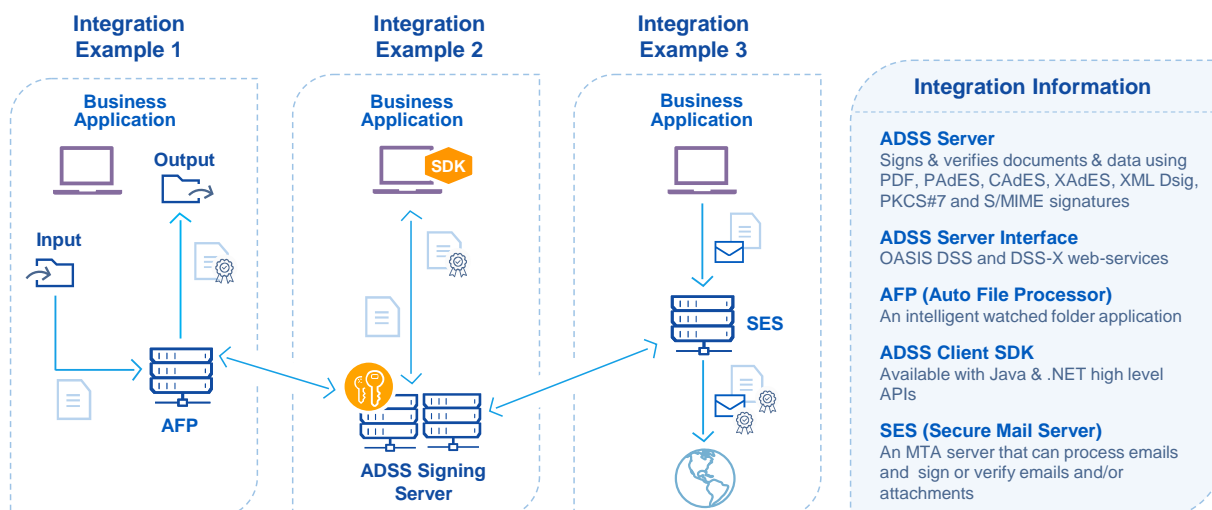 Integration
Example 1
Business
Application
Output
Input
AFP
Integration
Example 2
Business
Application
SDK
ADSS Signing
Server
Integration
Example 3
Business
Application
SES
Integration Information
ADSS Server
Signs & verifies documents & data using
PDF, PAdES, CAdES, XAdES, XML Dsig,
PKCS#7 and S/MIME signatures
ADSS Server Interface
OASIS DSS and DSS-X web-services
AFP (Auto File Processor)
An intelligent watched folder application
ADSS Client SDK
Available with Java & .NET high level
APIs
SES (Secure Mail Server)
An MTA server that can process emails
and sign or verify emails and/or
attachments